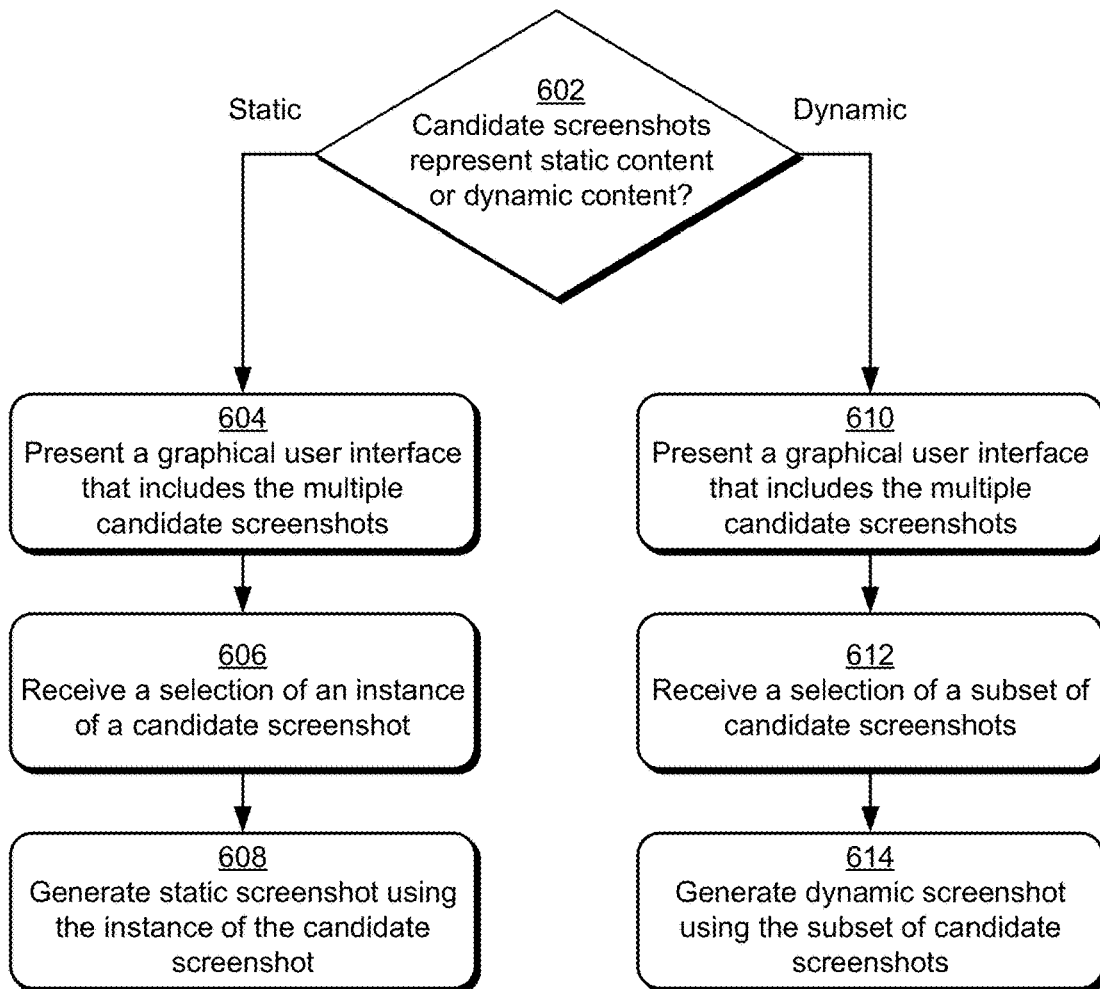 602
Candidate screenshots
represent static content
or dynamic content?
Static
Dynamic
604
Present a graphical user interface
that includes the multiple
candidate screenshots
606
Receive a selection of an instance
of a candidate screenshot
608
Generate static screenshot using
the instance of the candidate
screenshot
610
Present a graphical user interface
that includes the multiple
candidate screenshots
612
Receive a selection of a subset of
candidate screenshots
614
Generate dynamic screenshot
using the subset of candidate
screenshots